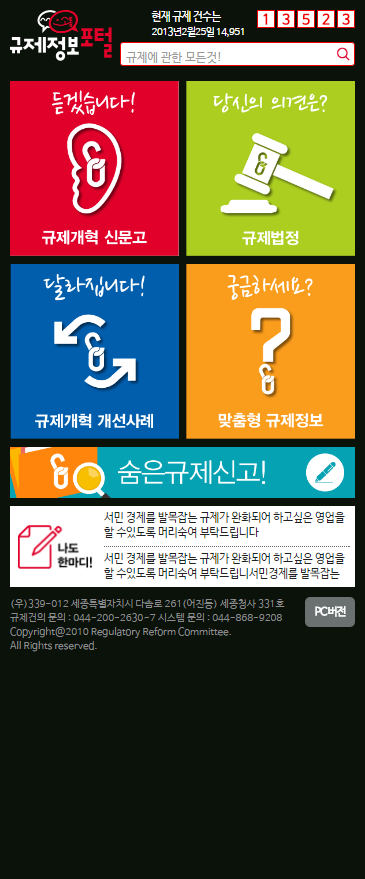 규제정보포털
현재 규제 건수는
2013년2월25일 14,951
13523
규제에 관한 모든것!
듣겠습니다!
규제개혁 신문고
당신의 의견은?
규제법정
달라집니다!
규제개혁 개선사례
궁금하세요?
맞춤형 규제정보
숨은규제신고!
나도
한마디!
서민 경제를 발목잡는 규제가 완화되어 하고싶은 영업을
할 수있도록 머리숙여 부탁드립니다
서민 경제를 발목잡는 규제가 완화되어 하고싶은 영업을
할 수있도록 머리숙여 부탁드립니서민경제를 발목잡는
(우)339-012 세종특별자치시 다솜로 261(어진동) 세종청사 331호
규제건의 문의 : 044-200-2630~7 시스템 문의 : 044-868-9208
Copyright@2010 Regulatory Reform Committee.
All Rights reserved.
PC버전